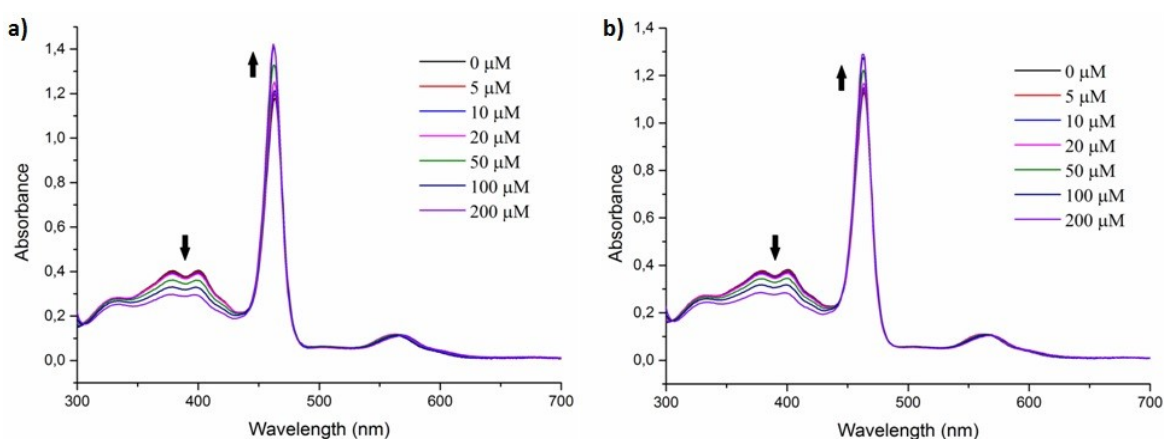 a)
1,4
1,2
1,0
0,8
0,6
0,4
0,2
0,0
Absorbance
300 400 500 600 700
Wavelength (nm)
0 μM
5 μM
10 μM
20 μM
50 μM
100 μM
200 μM
b)
1,4
1,2
1,0
0,8
0,6
0,4
0,2
0,0
Absorbance
300 400 500 600 700
Wavelength (nm)
0 μM
5 μM
10 μM
20 μM
50 μM
100 μM
200 μM